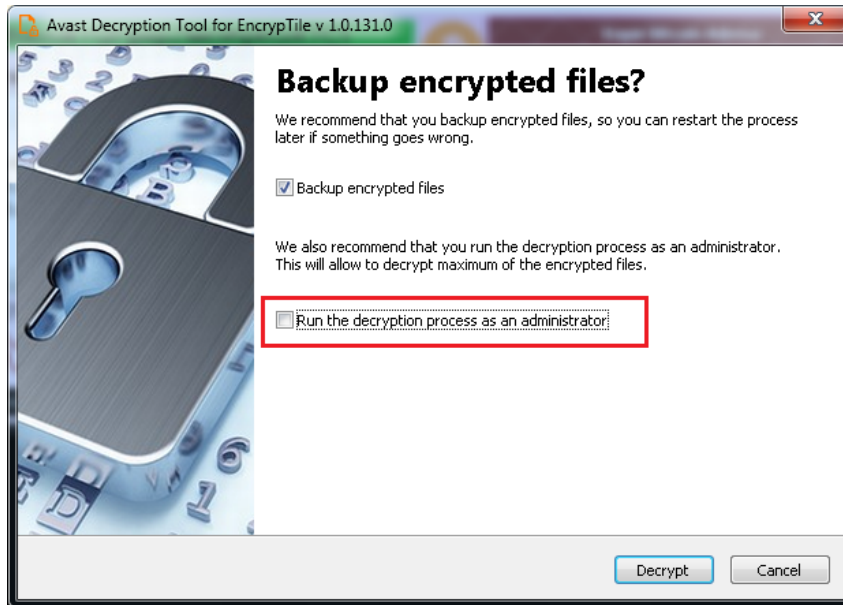 Avast Decryption Tool for EncrypTile v 1.0.131.0
Backup encrypted files?
We recommend that you backup encrypted files, so you can restart the process
later if something goes wrong.
Backup encrypted files
We also recommend that you run the decryption process as an administrator.
This will allow to decrypt maximum of the encrypted files.
Run the decryption process as an administrator
Decrypt
Cancel